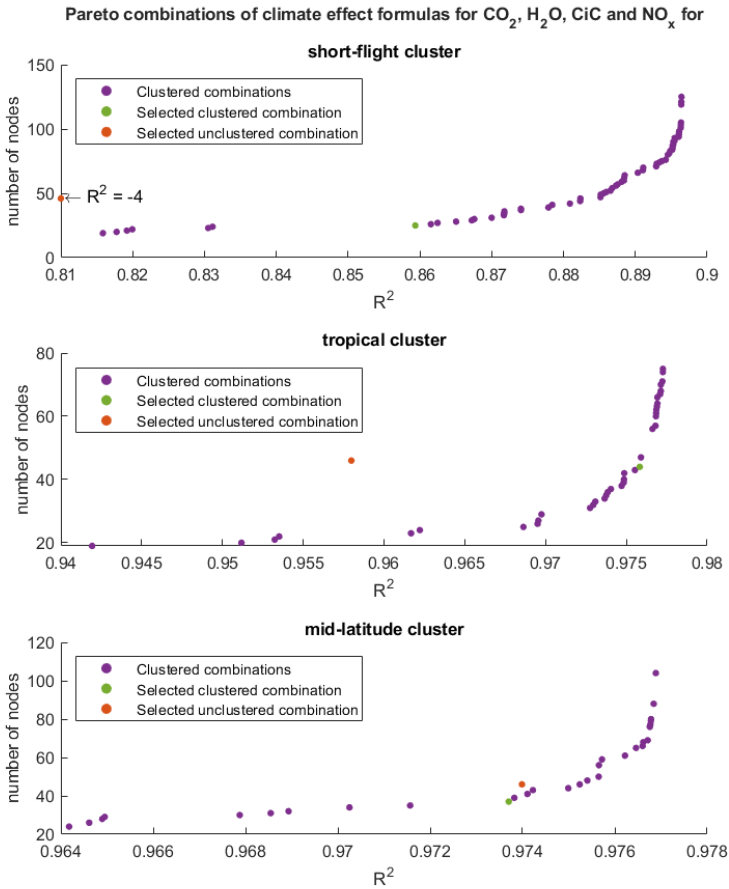 Pareto combinations of climate effect formulas for CO₂, H₂O, CiC and NOₓ for
short-flight cluster
150
100
50
0
number of nodes
Clustered combinations
Selected clustered combination
Selected unclustered combination
← R² = -4
0.81 0.82 0.83 0.84 0.85 0.86 0.87 0.88 0.89 0.9
R²
tropical cluster
80
60
40
20
number of nodes
Clustered combinations
Selected clustered combination
Selected unclustered combination
0.94 0.945 0.95 0.955 0.96 0.965 0.97 0.975 0.98
R²
mid-latitude cluster
120
100
80
60
40
20
number of nodes
Clustered combinations
Selected clustered combination
Selected unclustered combination
0.964 0.966 0.968 0.97 0.972 0.974 0.976 0.978
R²